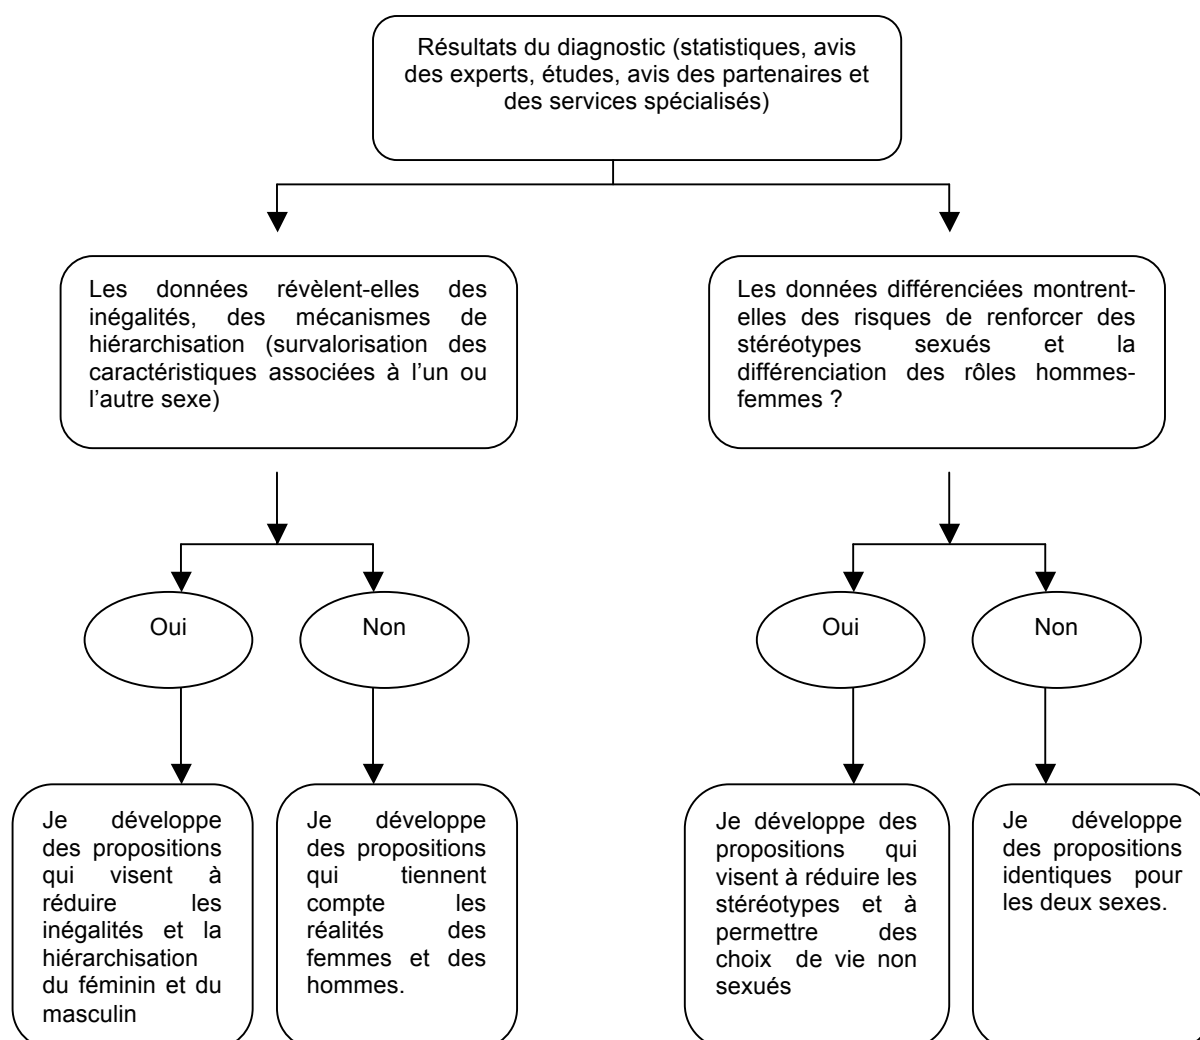 Résultats du diagnostic (statistiques, avis
des experts, études, avis des partenaires et
des services spécialisés)
Les données révèlent-elles des
inégalités, des mécanismes de
hiérarchisation (survalorisation des
caractéristiques associées à l’un ou
l’autre sexe)
Les données différenciées montrent-
elles des risques de renforcer des
stéréotypes sexués et la
différenciation des rôles hommes-
femmes ?
Oui
Non
Oui
Non
Je développe
des propositions
qui visent à
réduire les
inégalités et la
hiérarchisation
du féminin et du
masculin
Je développe
des propositions
qui tiennent
compte les
réalités des
femmes et des
hommes.
Je développe des
propositions qui
visent à réduire les
stéréotypes et à
permettre des
choix de vie non
sexués
Je développe
des propositions
identiques pour
les deux sexes.